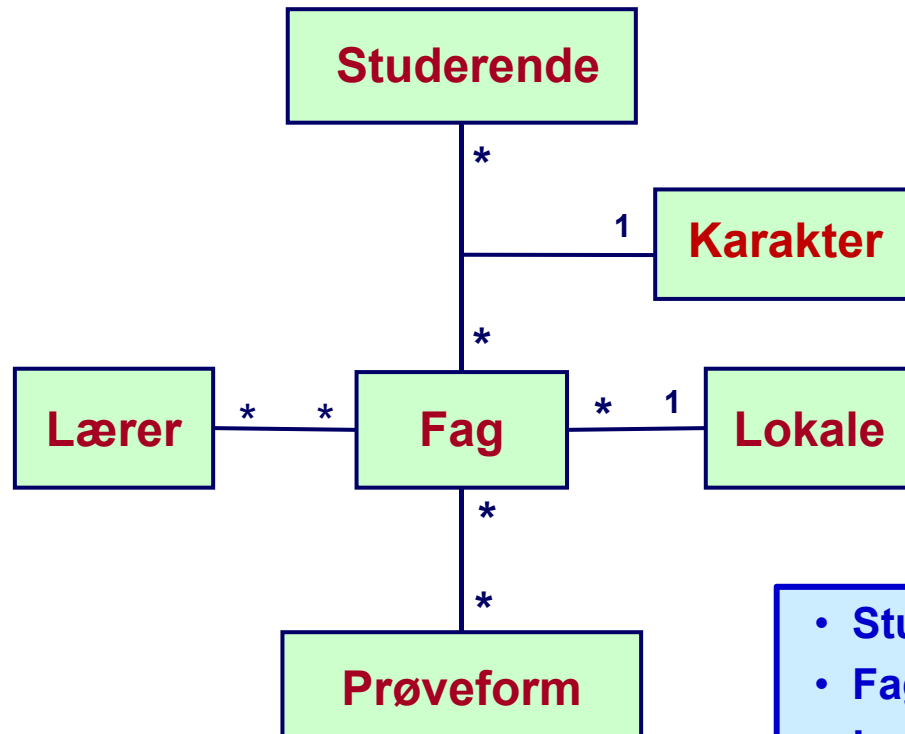 Studerende
*
1
Karakter
*
Lærer
*
*
Fag
*
1
Lokale
*
*
Prøveform
•
•